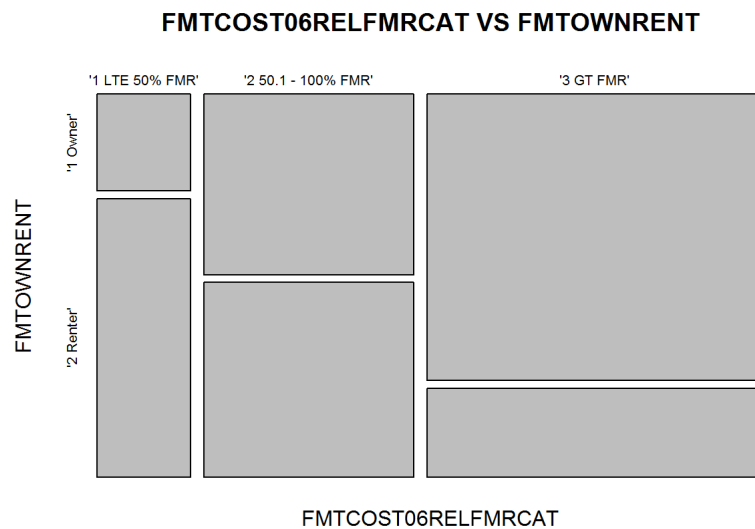 FMTCOST06RELFMRCAT VS FMTOWNRENT
'1 LTE 50% FMR' '2 50.1 - 100% FMR' '3 GT FMR'
'1 Owner'
FMTOWNRENT
'2 Renter'
FMTCOST06RELFMRCAT